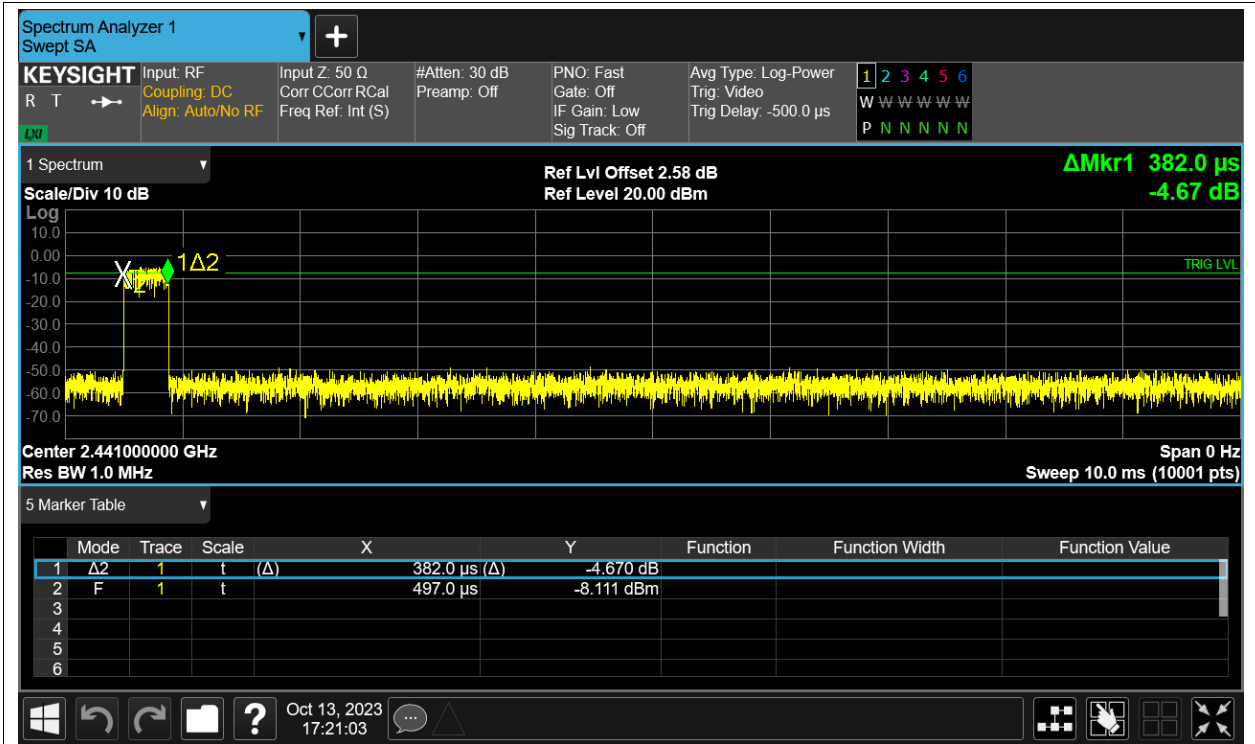 Spectrum Analyzer 1
Swept SA
KEYSIGHT
R T
LXI
Input: RF
Coupling: DC
Align: Auto/No RF
Input Z: 50 Ω
Corr CCorr RCal
Freq Ref: Int (S)
#Atten: 30 dB
Preamp: Off
PNO: Fast
Gate: Off
IF Gain: Low
Sig Track: Off
Avg Type: Log-Power
Trig: Video
Trig Delay: -500.0 µs
1 2 3 4 5 6
W W W W W W
P N N N N N
1 Spectrum
Scale/Div 10 dB
Ref Lvl Offset 2.58 dB
Ref Level 20.00 dBm
ΔMkr1 382.0 µs
-4.67 dB
Log
10.0
0.00
-10.0
-20.0
-30.0
-40.0
-50.0
-60.0
-70.0
X2
1Δ2
TRIG LVL
Center 2.441000000 GHz
Res BW 1.0 MHz
Span 0 Hz
Sweep 10.0 ms (10001 pts)
5 Marker Table
Mode Trace Scale X Y Function Function Width Function Value
1 Δ2 1 t (Δ) 382.0 µs (Δ) -4.670 dB
2 F 1 t 497.0 µs -8.111 dBm
3
4
5
6
?
Oct 13, 2023
17:21:03